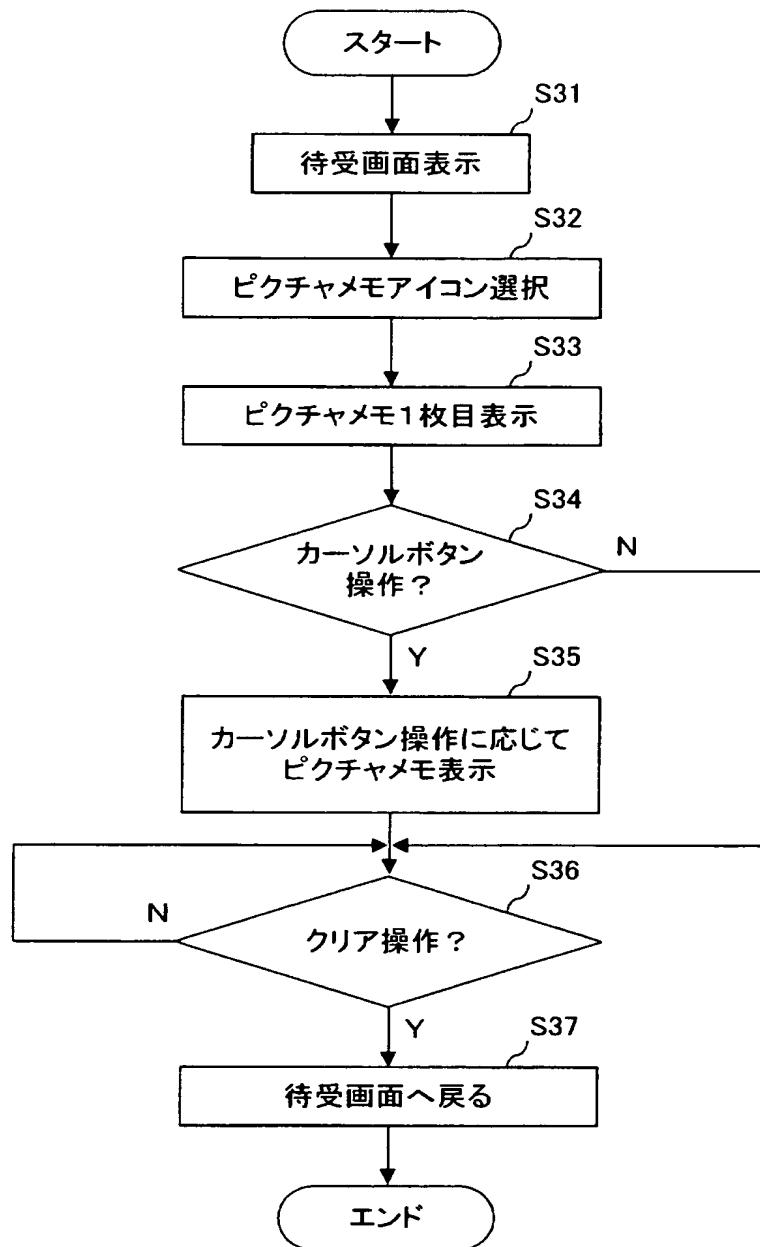 スタート
S31
待受画面表示
S32
ピクチャメモアイコン選択
S33
ピクチャメモ1枚目表示
S34
カーソルボタン
操作?
N
Y
S35
カーソルボタン操作に応じて
ピクチャメモ表示
S36
N
クリア操作?
Y
S37
待受画面へ戻る
エンド